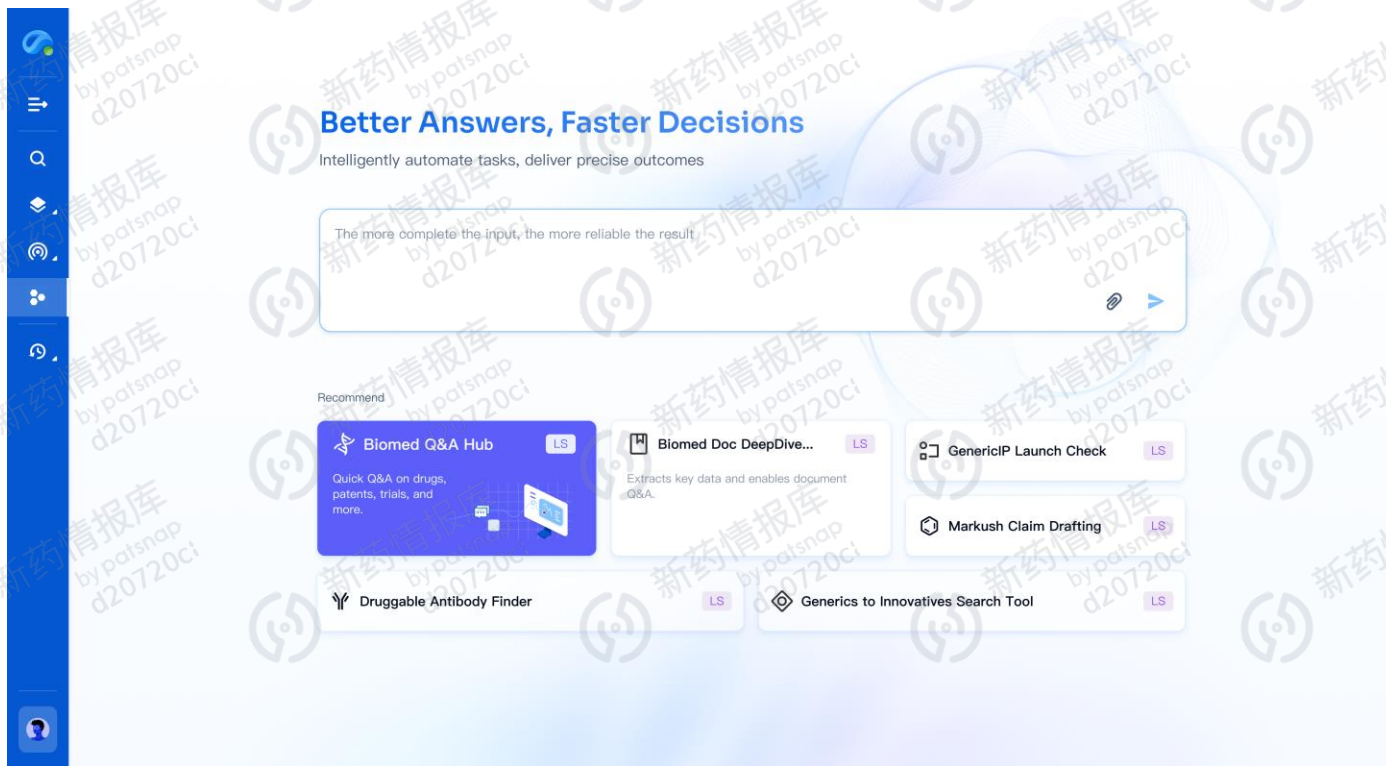 Better Answers, Faster Decisions
Intelligently automate tasks, deliver precise outcomes
The more complete the input, the more reliable the result
Recommend
Biomed Q&A Hub
LS
Quick Q&A on drugs,
patents, trials, and
more.
Biomed Doc DeepDive...
LS
Extracts key data and enables document
Q&A.
GenericIP Launch Check
LS
Markush Claim Drafting
LS
Druggable Antibody Finder
LS
Generics to Innovatives Search Tool
LS
新药情报库
by patsnap